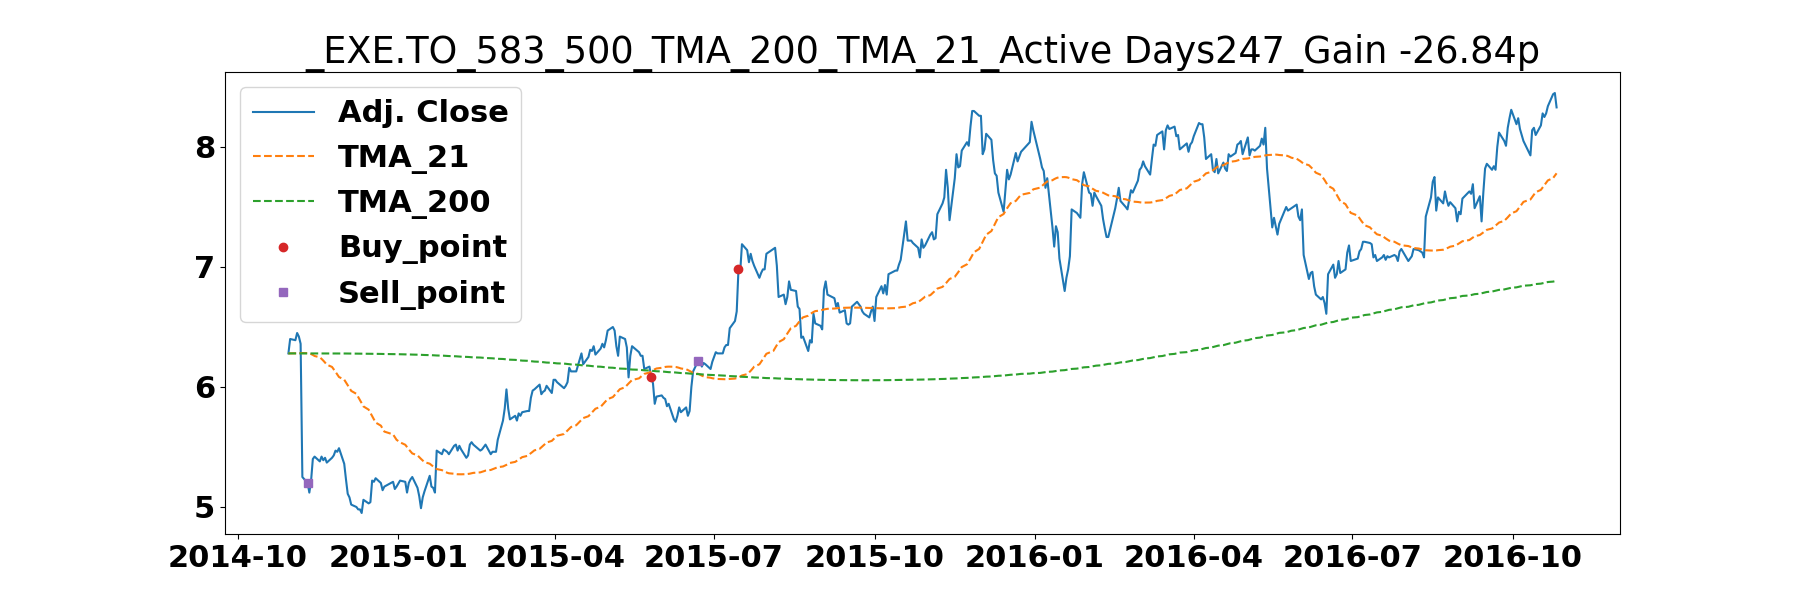 _EXE.TO_583_500_TMA_200_TMA_21_Active Days247_Gain -26.84p
Adj. Close
TMA_21
TMA_200
Buy_point
Sell_point
8
7
6
5
2014-10 2015-01 2015-04 2015-07 2015-10 2016-01 2016-04 2016-07 2016-10